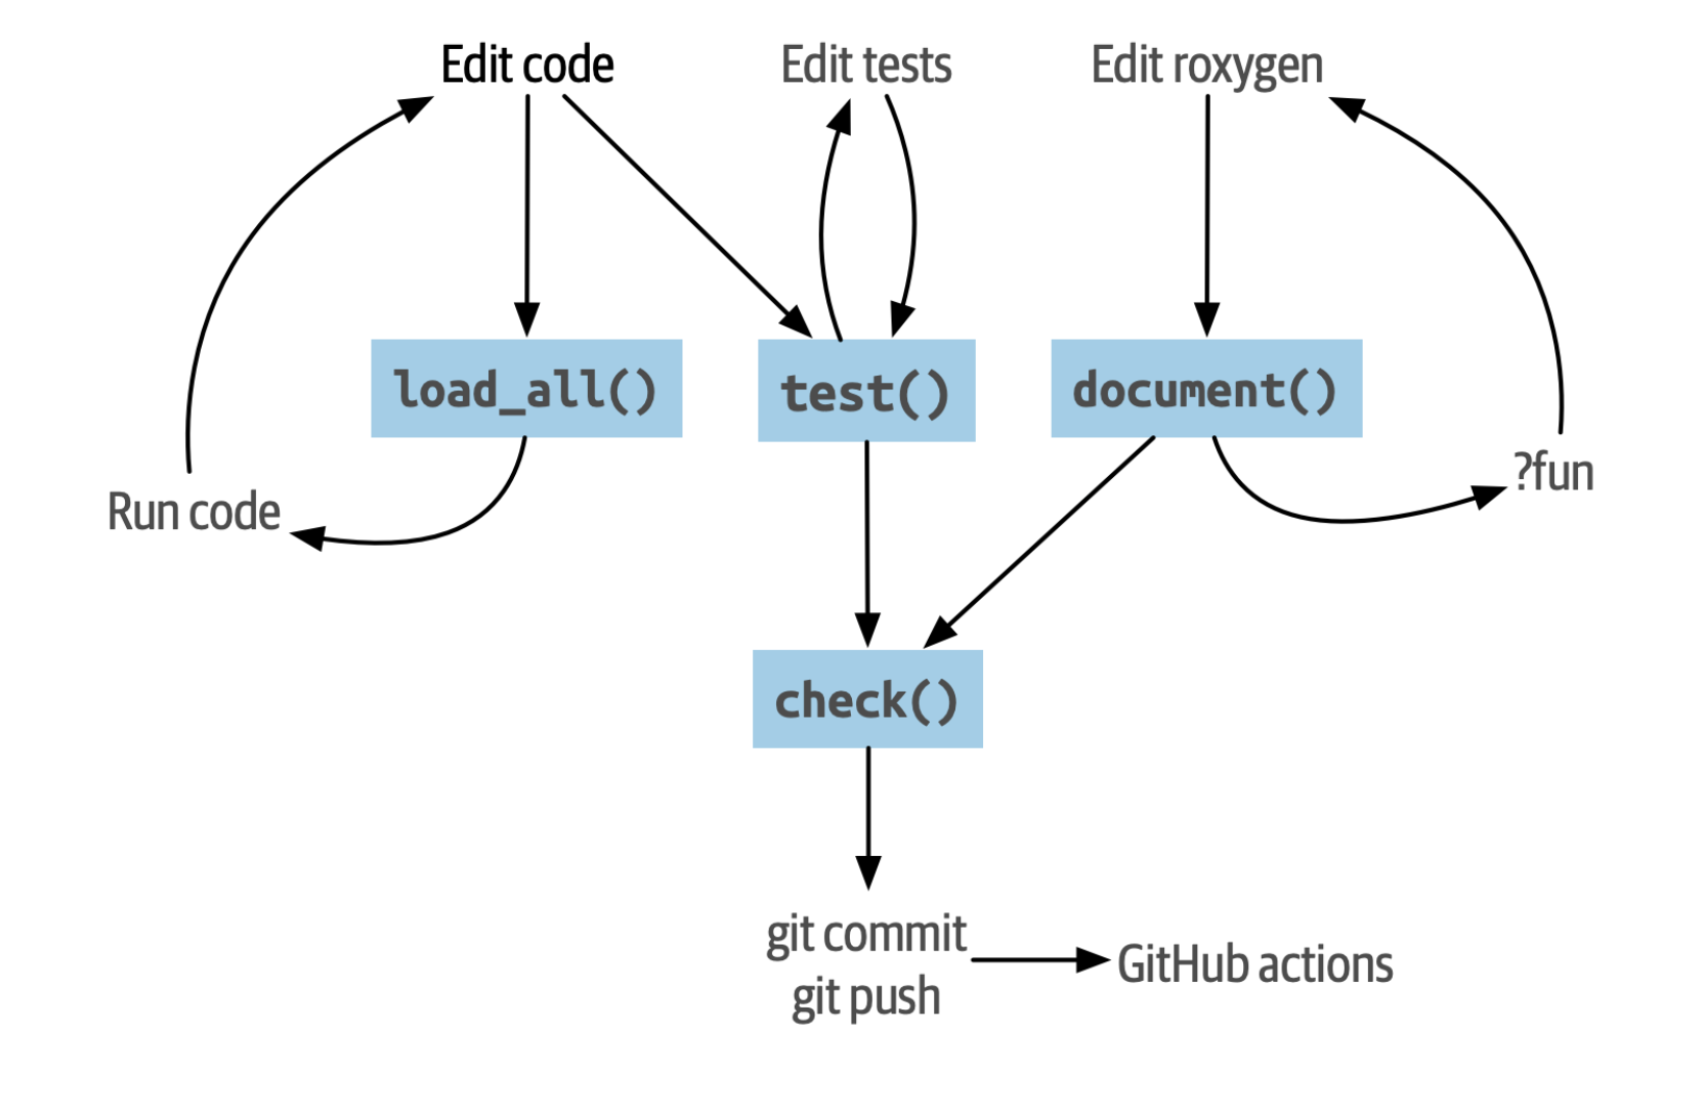 Edit code
Edit tests
Edit roxygen
load_all()
test()
document()
Run code
?fun
check()
git commit
git push
GitHub actions